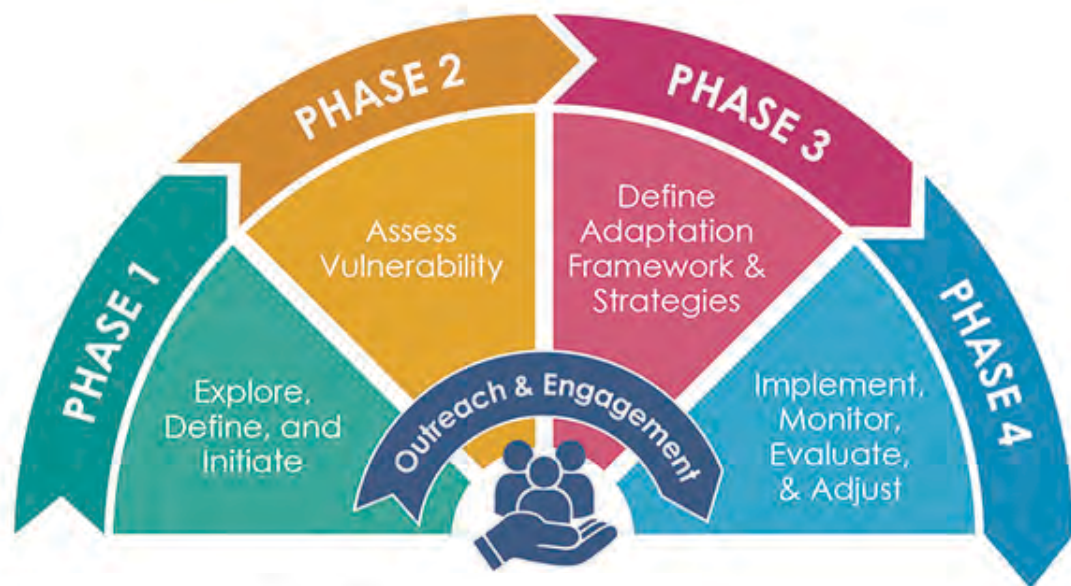 PHASE 1
Explore,
Define, and
Initiate
PHASE 2
Assess
Vulnerability
PHASE 3
Define
Adaptation
Framework &
Strategies
PHASE 4
Implement,
Monitor,
Evaluate,
& Adjust
Outreach & Engagement